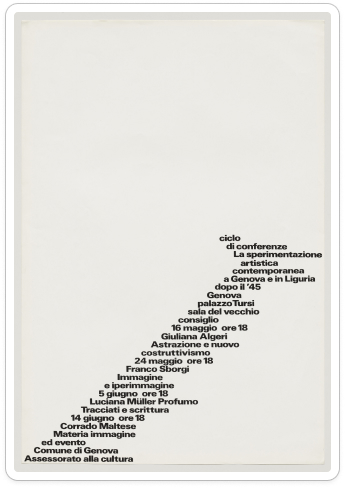 ciclo
di conferenze
La sperimentazione
artistica
contemporanea
a Genova e in Liguria
dopo il '45
Genova
palazzo Tursi
sala del vecchio
consiglio
16 maggio ore 18
Giuliana Algeri
Astrazione e nuovo
costruttivismo
24 maggio ore 18
Franco Sborgi
Immagine
e iperimmagine
5 giugno ore 18
Luciana Müller Profumo
Tracciati e scrittura
14 giugno ore 18
Corrado Maltese
Materia immagine
ed evento
Comune di Genova
Assessorato alla cultura